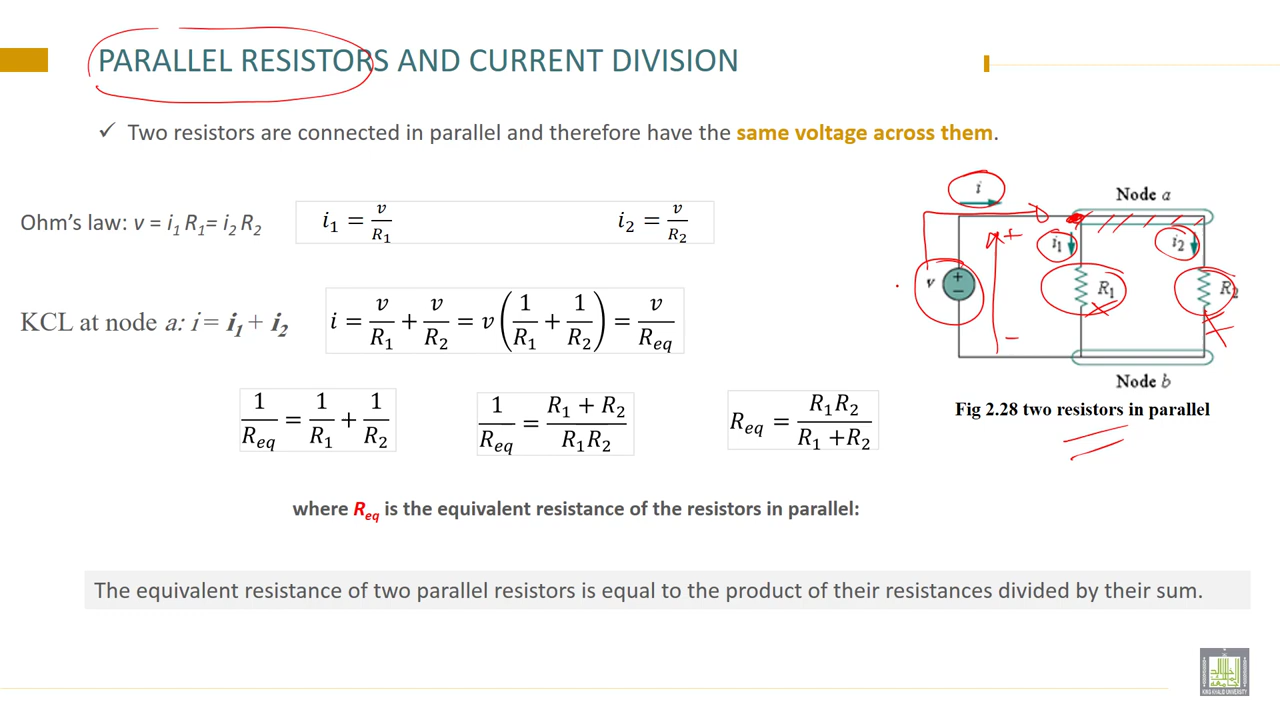 PARALLEL RESISTORS AND CURRENT DIVISION
✓ Two resistors are connected in parallel and therefore have the same voltage across them.
Ohm's law: v = i₁ R₁= i₂ R₂
i₁ = v/R₁
i₂ = v/R₂
KCL at node a: i = i₁ + i₂
i = v/R₁ + v/R₂ = v(1/R₁ + 1/R₂) = v/R_eq
1/R_eq = 1/R₁ + 1/R₂
1/R_eq = (R₁ + R₂)/(R₁R₂)
R_eq = R₁R₂/(R₁ +R₂)
i
Node a
+
i₁
i₂
v
+
−
R₁
R₂
−
Node b
Fig 2.28 two resistors in parallel
where R_eq is the equivalent resistance of the resistors in parallel:
The equivalent resistance of two parallel resistors is equal to the product of their resistances divided by their sum.
KING KHALID UNIVERSITY